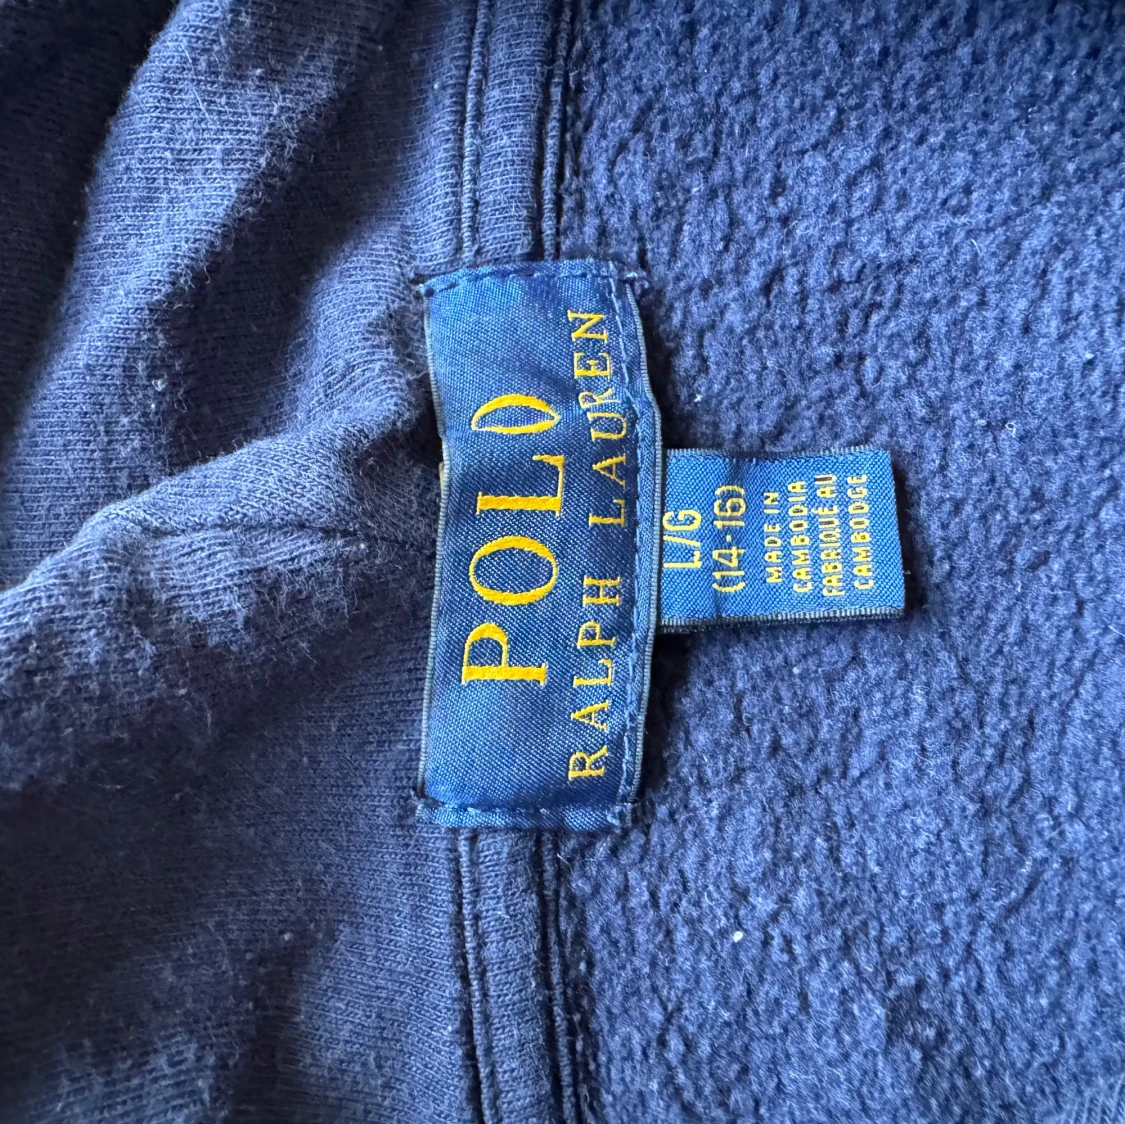 POLO
RALPH LAUREN
L/G
(14-16)
MADE IN
CAMBODIA
FABRIQUÉ AU
CAMBODGE